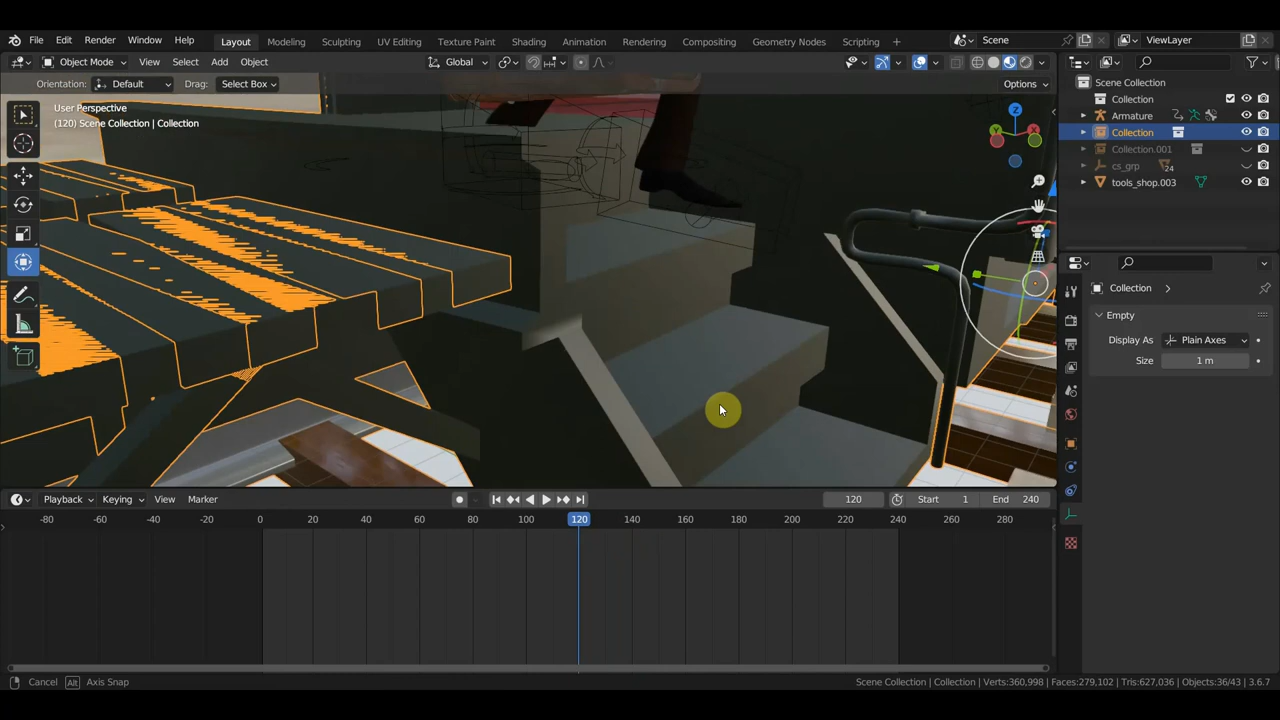 File Edit Render Window Help Layout Modeling Sculpting UV Editing Texture Paint Shading Animation Rendering Compositing Geometry Nodes Scripting + Scene ViewLayer
Object Mode View Select Add Object Global
Orientation: Default Drag: Select Box Options
User Perspective
(120) Scene Collection | Collection
Z
Y
X
Scene Collection
Collection
Armature
Collection
Collection.001
cs_grp 24
tools_shop.003
Collection
Empty
Display As Plain Axes
Size 1 m
Playback Keying View Marker 120 Start 1 End 240
-80 -60 -40 -20 0 20 40 60 80 100 120 140 160 180 200 220 240 260 280
Cancel Alt Axis Snap Scene Collection | Collection | Verts:360,998 | Faces:279,102 | Tris:627,036 | Objects:36/43 | 3.6.7